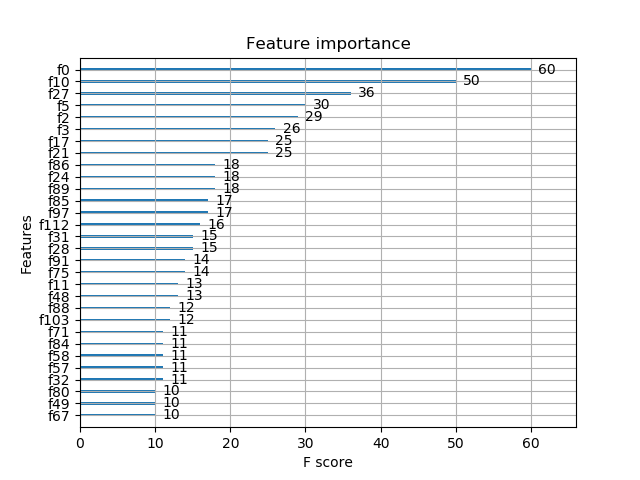 Feature importance
f0 60
f10 50
f27 36
f5 30
f2 29
f3 26
f17 25
f21 25
f86 18
f24 18
f89 18
f85 17
f97 17
f112 16
f31 15
f28 15
f91 14
f75 14
f11 13
f48 13
f88 12
f103 12
f71 11
f84 11
f58 11
f57 11
f32 11
f80 10
f49 10
f67 10
Features
0 10 20 30 40 50 60
F score